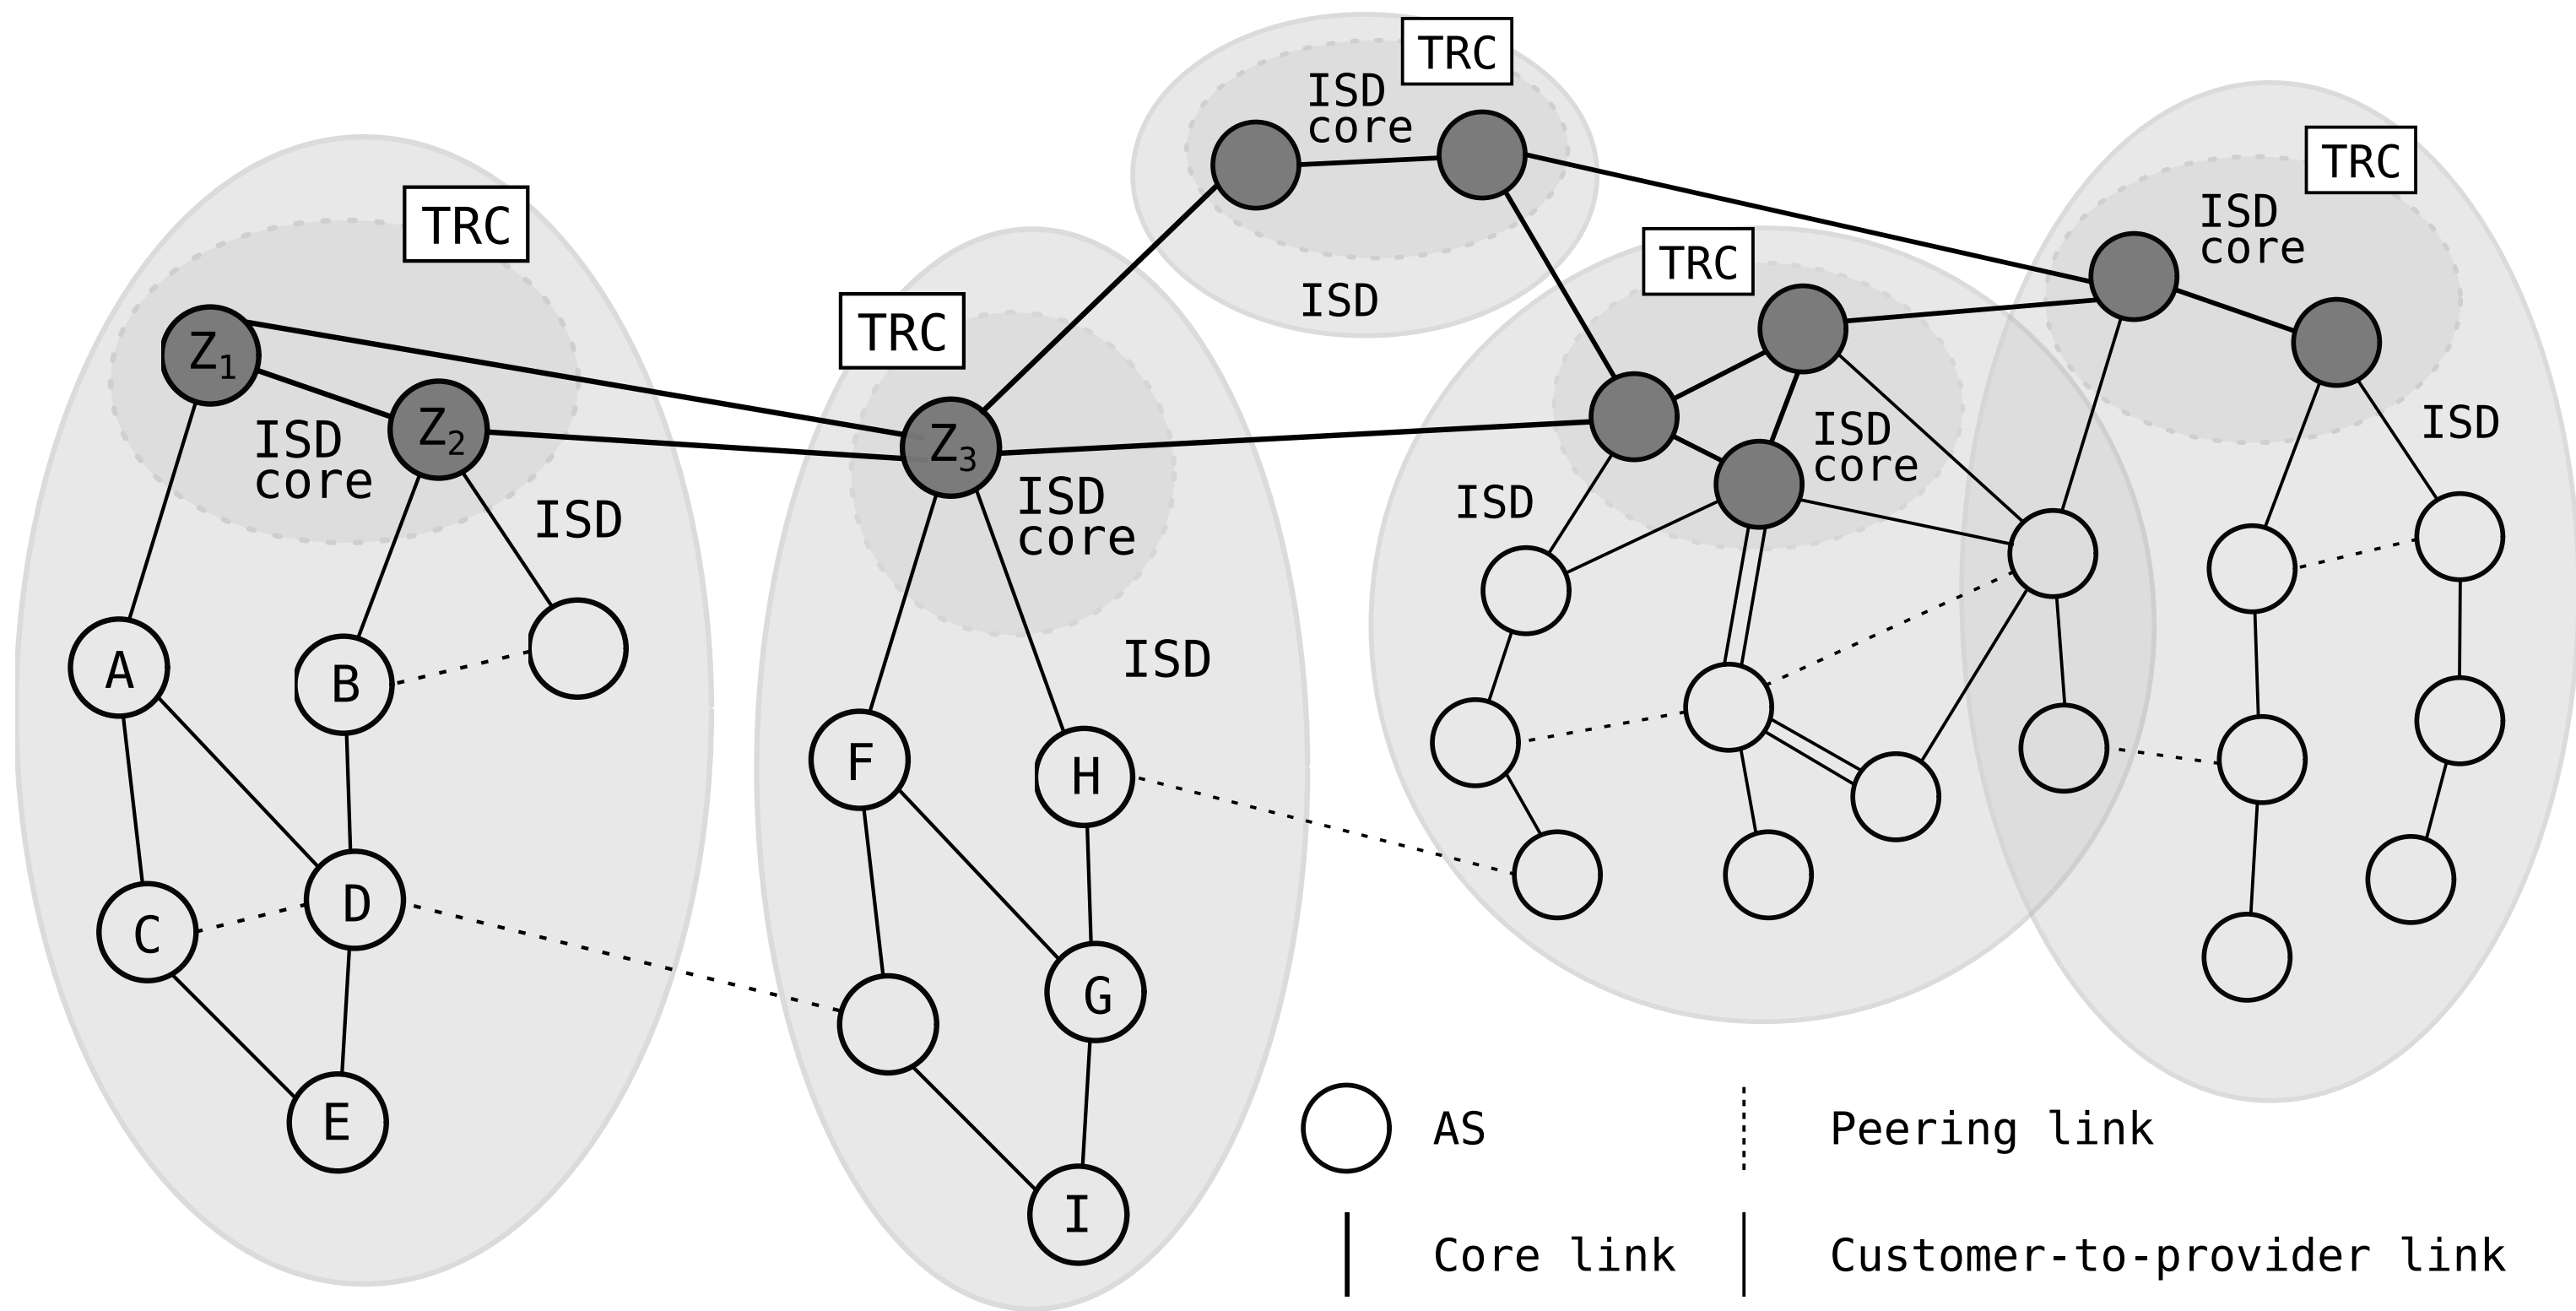 TRC
ISD
core
ISD
TRC
ISD
core
TRC
Z1
Z2
ISD
core
ISD
TRC
Z3
ISD
core
ISD
TRC
ISD
core
ISD
ISD
A
B
C
D
E
F
H
G
I
AS
Peering link
Core link
Customer-to-provider link